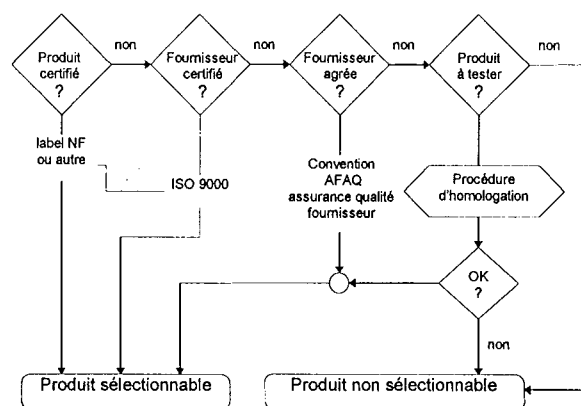 Produit
certifié
?
non
Fournisseur
certifié
?
non
Fournisseur
agrée
?
non
Produit
à tester
?
non
label NF
ou autre
ISO 9000
Convention
AFAQ
assurance qualité
fournisseur
Procédure
d'homologation
OK
?
non
Produit sélectionnable
Produit non sélectionnable